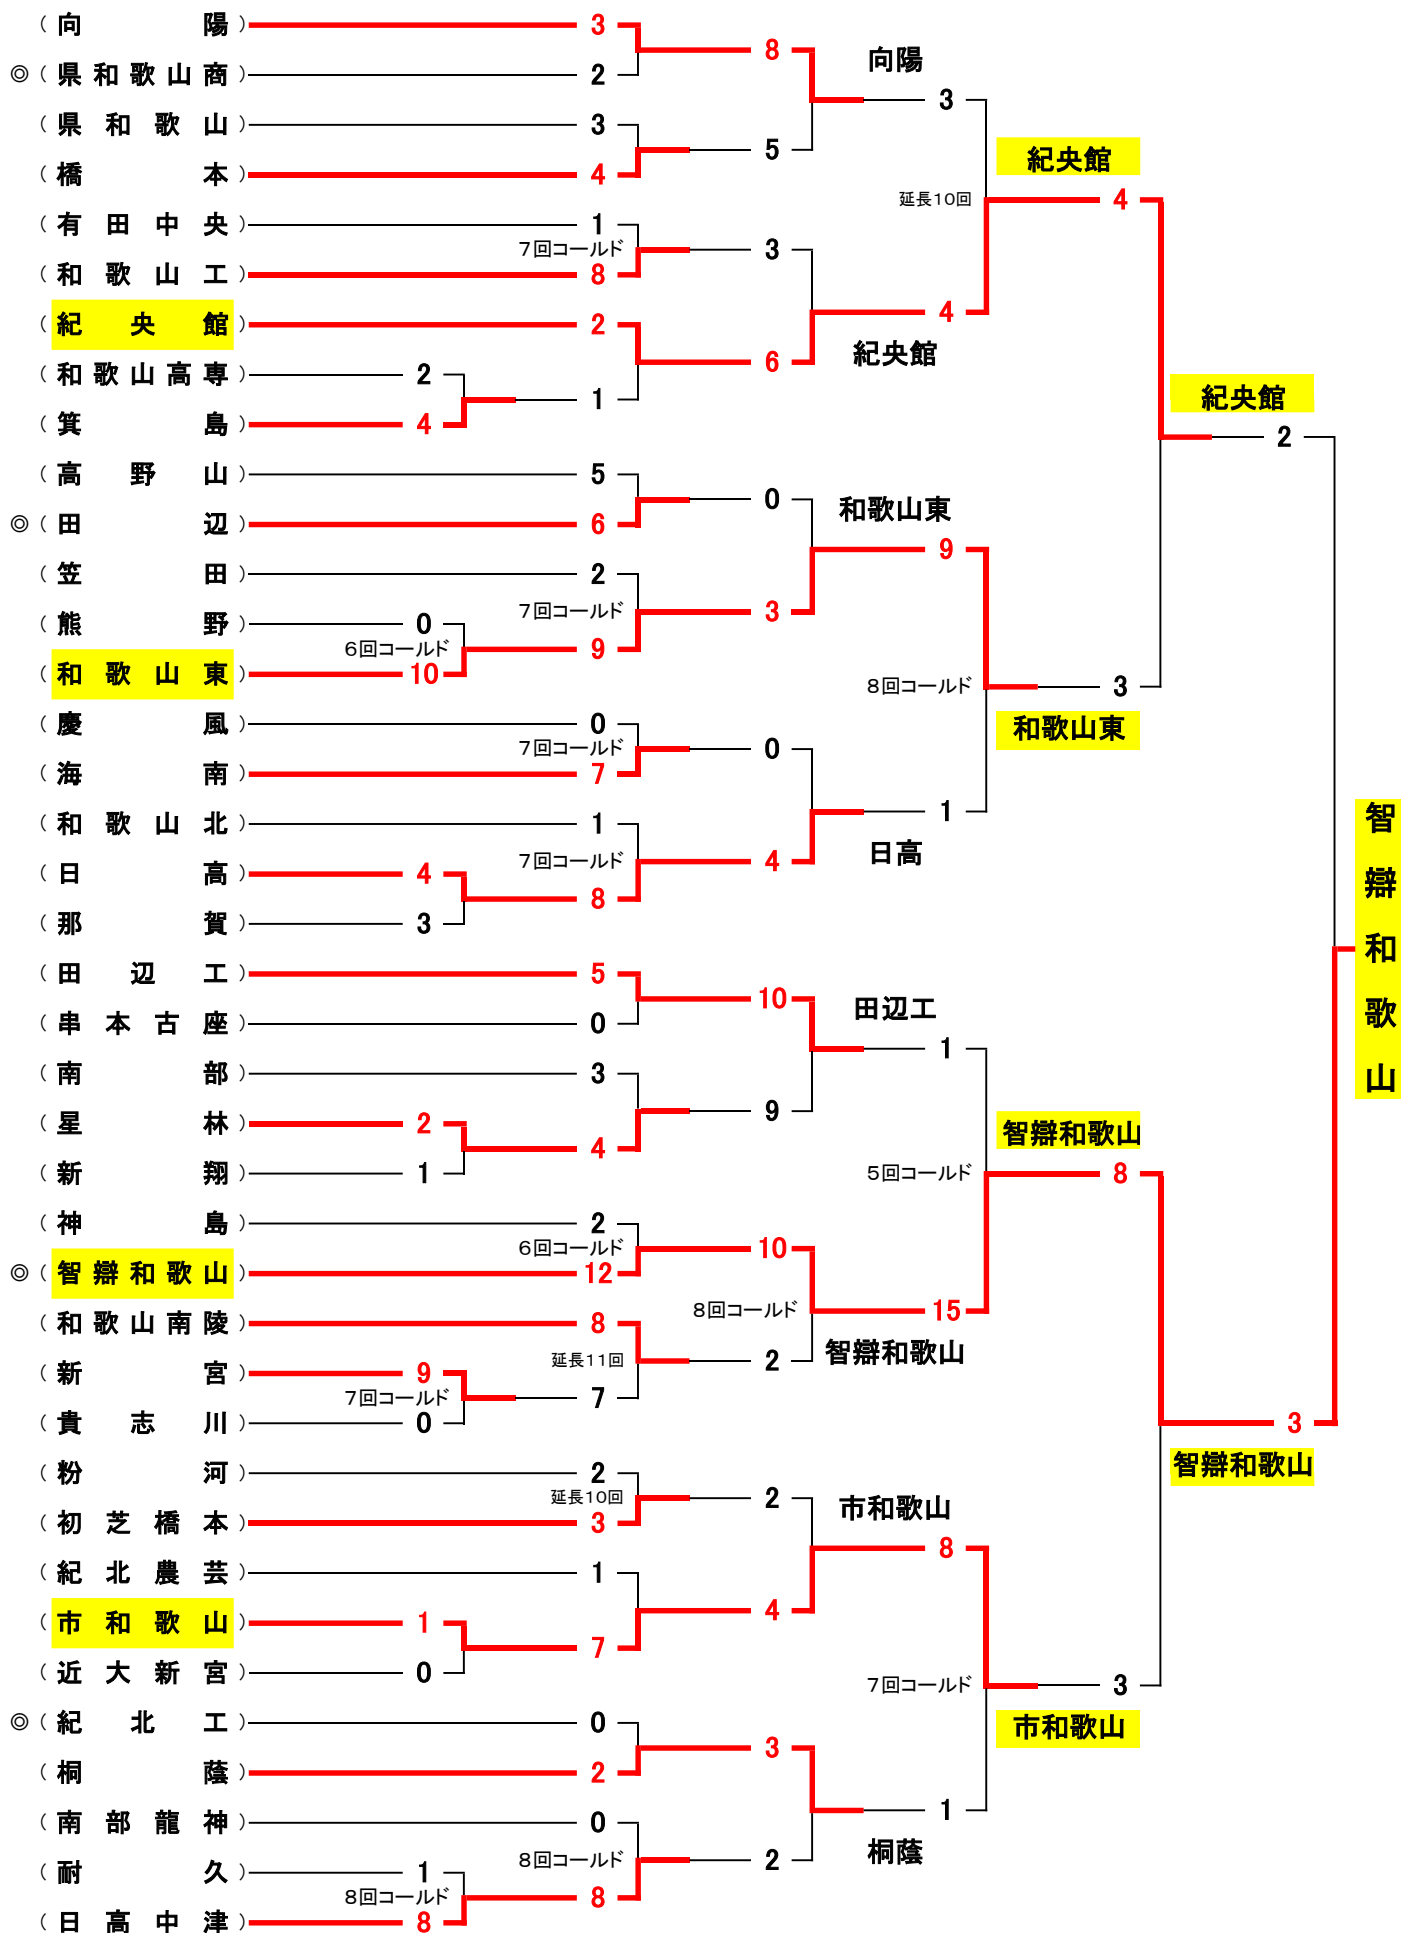 (向陽) 3
◎(県和歌山商) 2
8
向陽
3
(県和歌山) 3
(橋本) 4
5
紀央館
延長10回
4
(有田中央) 1
7回コールド
3
(和歌山工) 8
(紀央館) 2
6
4
紀央館
(和歌山高専) 2
1
(箕島) 4
紀央館
2
(高野山) 5
0
和歌山東
◎(田辺) 6
9
(笠田) 2
7回コールド
3
(熊野) 0
6回コールド
9
(和歌山東) 10
8回コールド
3
和歌山東
(慶風) 0
7回コールド
0
(海南) 7
(和歌山北) 1
7回コールド
4
1
日高
(日高) 4
8
(那賀) 3
智辯和歌山
(田辺工) 5
10
田辺工
(串本古座) 0
1
(南部) 3
9
(星林) 2
4
(新翔) 1
智辯和歌山
5回コールド
8
(神島) 2
6回コールド
10
◎(智辯和歌山) 12
8回コールド
15
智辯和歌山
(和歌山南陵) 8
延長11回
2
(新宮) 9
7回コールド
7
(貴志川) 0
3
智辯和歌山
(粉河) 2
延長10回
2
市和歌山
(初芝橋本) 3
8
(紀北農芸) 1
4
(市和歌山) 1
7
(近大新宮) 0
7回コールド
3
市和歌山
◎(紀北工) 0
3
(桐蔭) 2
1
桐蔭
(南部龍神) 0
8回コールド
2
(耐久) 1
8回コールド
8
(日高中津) 8